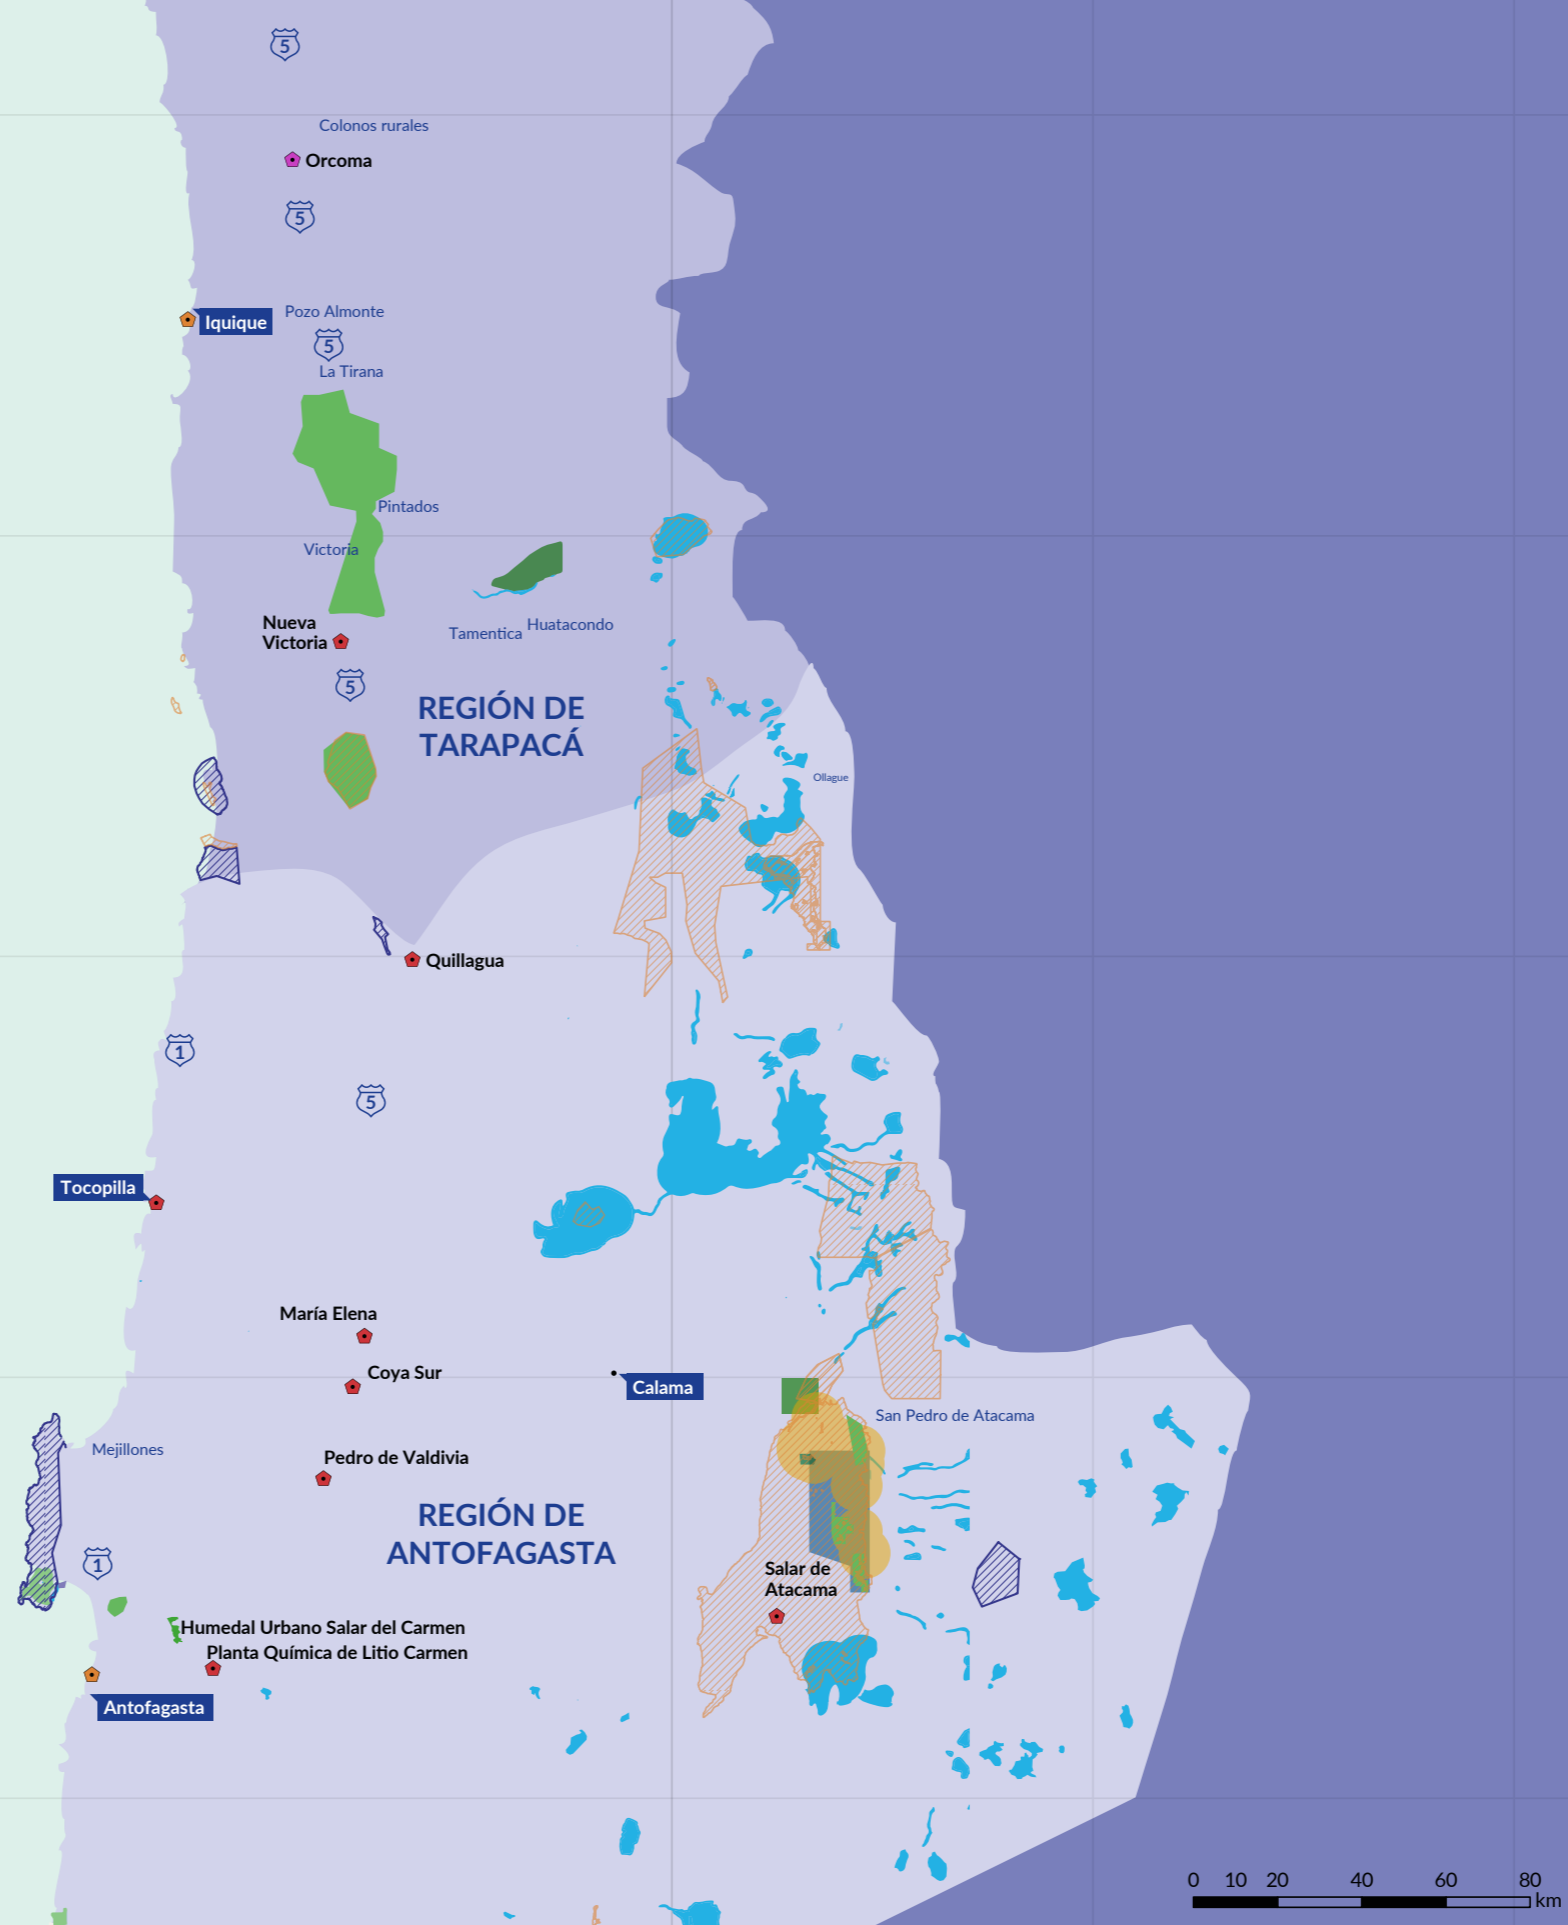 5
Colonos rurales
Orcoma
5
Iquique
Pozo Almonte
5
La Tirana
Pintados
Victoria
Nueva
Victoria
Tamentica
Huatacondo
5
REGIÓN DE
TARAPACÁ
Ollague
Quillagua
1
5
Tocopilla
María Elena
Coya Sur
Calama
San Pedro de Atacama
Mejillones
Pedro de Valdivia
REGIÓN DE
ANTOFAGASTA
1
Salar de
Atacama
Humedal Urbano Salar del Carmen
Planta Química de Litio Carmen
Antofagasta
0 10 20 40 60 80
km